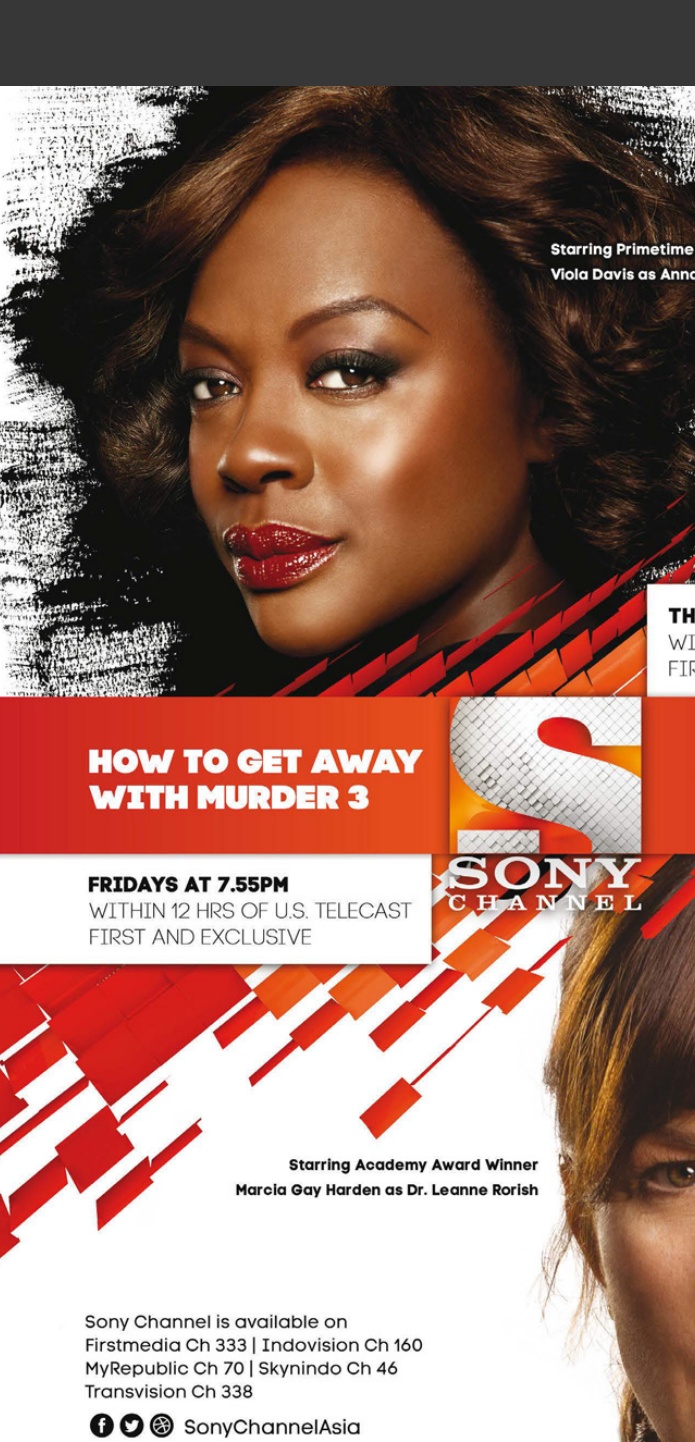 Starring Primetime
Viola Davis as
TH
FIR
HOW TO GET AWAY
WITH MURDER 3
SONY
CHANNEL
FRIDAYS AT 7.55PM
WITHIN 12 HRS OF U.S. TELECAST
FIRST AND EXCLUSIVE
Starring Academy Award Winner
Marcia Gay Harden as Dr. Leanne Rorish
Sony Channel is available on
Firstmedia Ch 333 | Indovision Ch 160
MyRepublic Ch 70 | Skynindo Ch 46
Transvision Ch 338
SonyChannelAsia